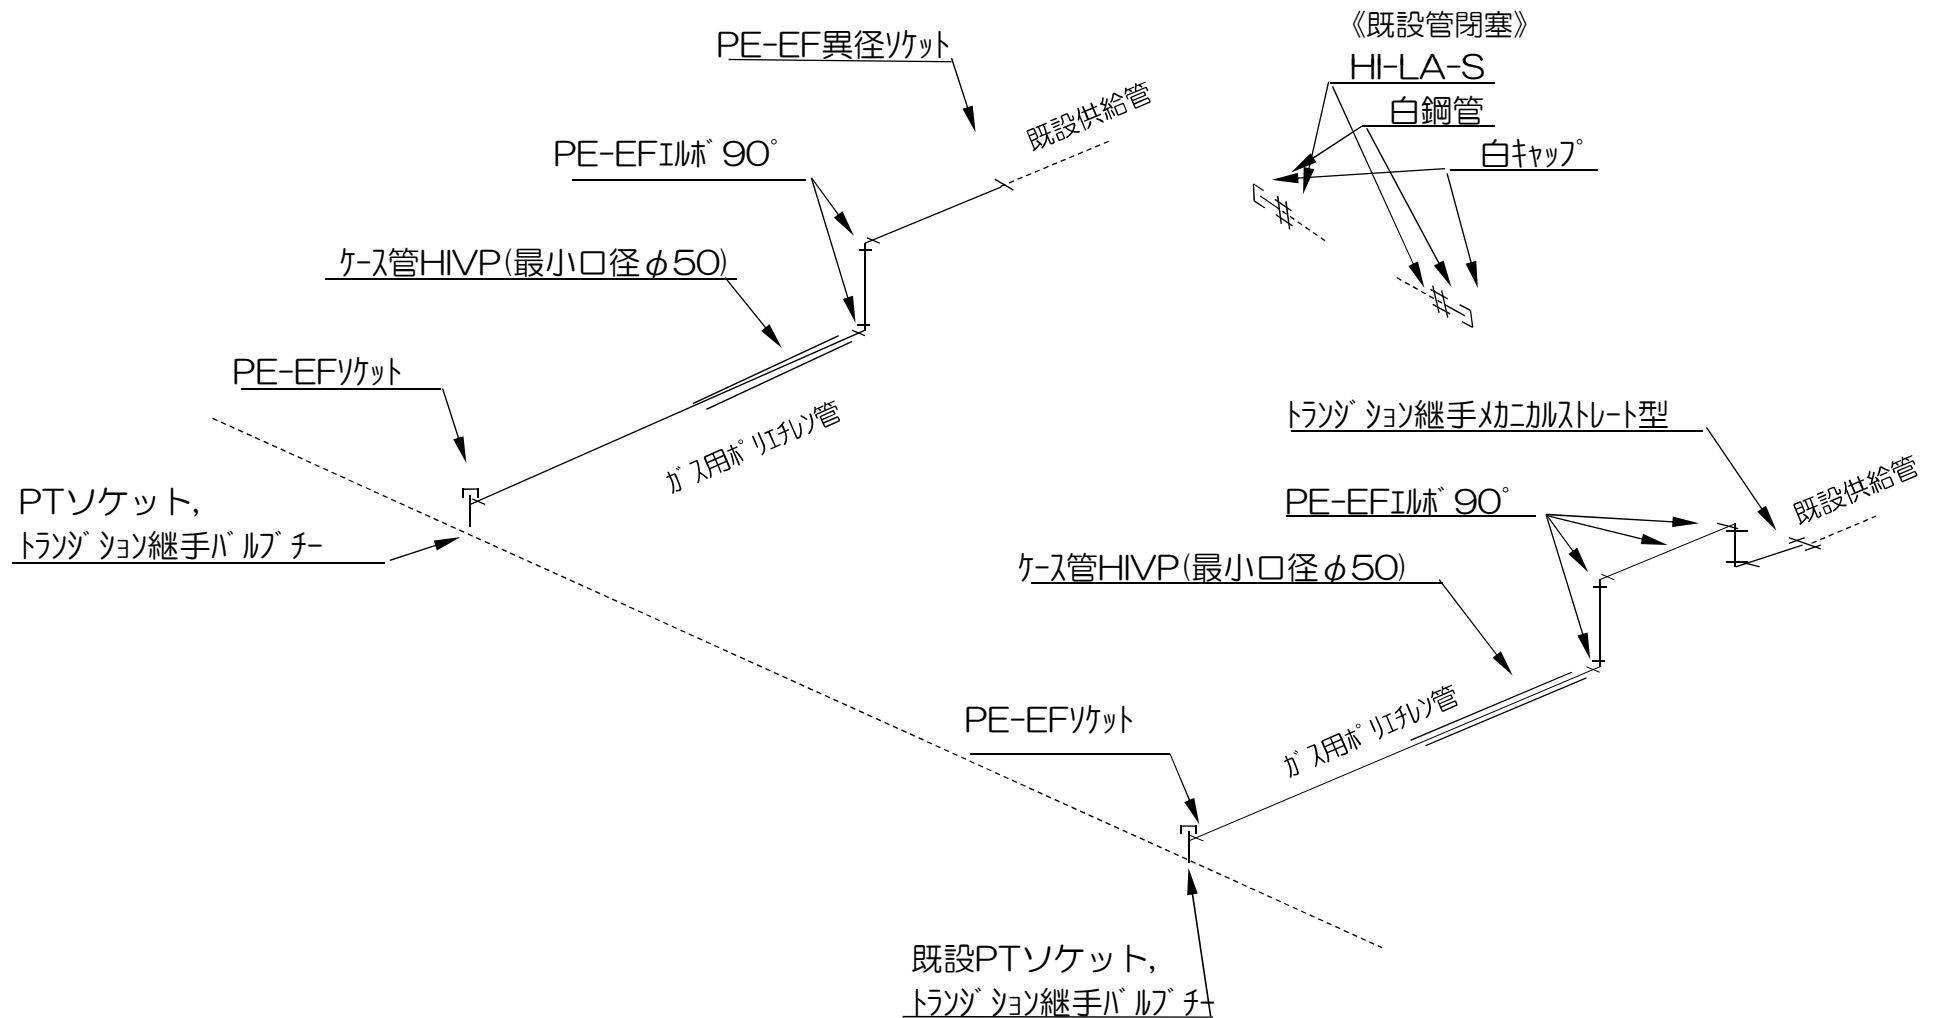 《既設管閉塞》
HI-LA-S
白鋼管
白ｷｬｯﾌﾟ
PE-EF異径ｿｹｯﾄ
既設供給管
PE-EFｴﾙﾎﾞ90°
ｹｰｽ管HIVP(最小口径φ50)
PE-EFｿｹｯﾄ
ｶﾞｽ用ﾎﾟﾘｴﾁﾚﾝ管
PTソケット,
ﾄﾗﾝｼﾞｼｮﾝ継手ﾊﾞﾙﾌﾞﾁｰ
ﾄﾗﾝｼﾞｼｮﾝ継手ﾒｶﾆｶﾙｽﾄﾚｰﾄ型
既設供給管
PE-EFｴﾙﾎﾞ90°
ｹｰｽ管HIVP(最小口径φ50)
PE-EFｿｹｯﾄ
ｶﾞｽ用ﾎﾟﾘｴﾁﾚﾝ管
既設PTソケット,
ﾄﾗﾝｼﾞｼｮﾝ継手ﾊﾞﾙﾌﾞﾁｰ